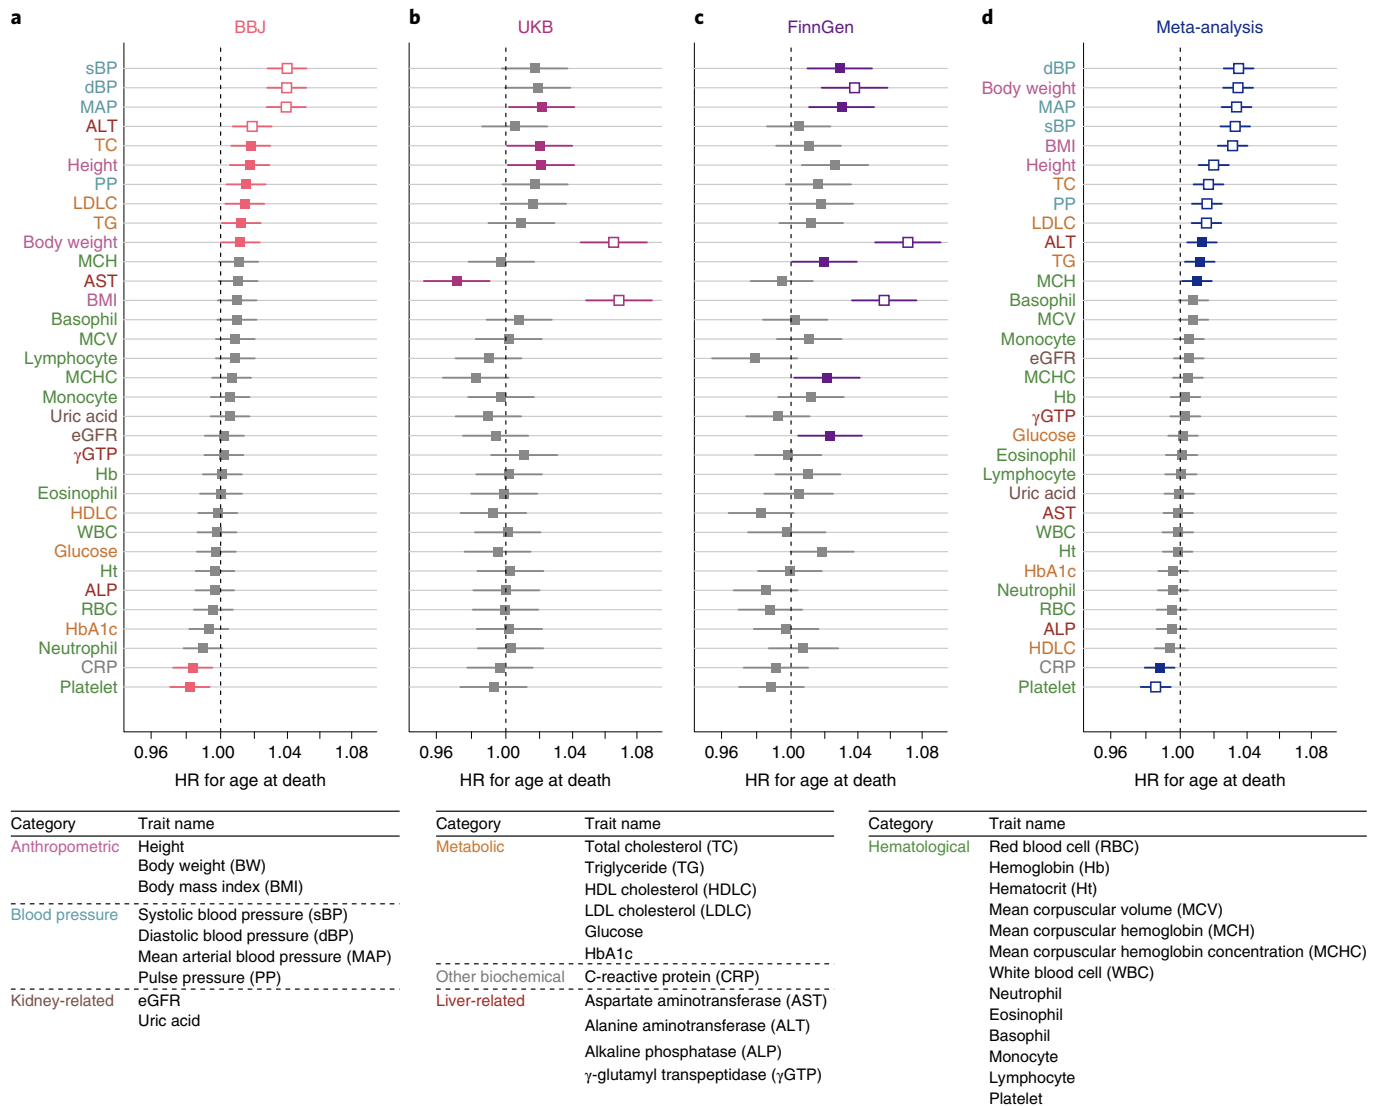 a
BBJ
sBP
dBP
MAP
ALT
TC
Height
PP
LDLC
TG
Body weight
MCH
AST
BMI
Basophil
MCV
Lymphocyte
MCHC
Monocyte
Uric acid
eGFR
γGTP
Hb
Eosinophil
HDLC
WBC
Glucose
Ht
ALP
RBC
HbA1c
Neutrophil
CRP
Platelet
0.96 1.00 1.04 1.08
HR for age at death
b
UKB
0.96 1.00 1.04 1.08
HR for age at death
c
FinnGen
0.96 1.00 1.04 1.08
HR for age at death
d
Meta-analysis
dBP
Body weight
MAP
sBP
BMI
Height
TC
PP
LDLC
ALT
TG
MCH
Basophil
MCV
Monocyte
eGFR
MCHC
Hb
γGTP
Glucose
Eosinophil
Lymphocyte
Uric acid
AST
WBC
Ht
HbA1c
Neutrophil
RBC
ALP
HDLC
CRP
Platelet
0.96 1.00 1.04 1.08
HR for age at death
Category Trait name
Anthropometric Height
Body weight (BW)
Body mass index (BMI)
Blood pressure Systolic blood pressure (sBP)
Diastolic blood pressure (dBP)
Mean arterial blood pressure (MAP)
Pulse pressure (PP)
Kidney-related eGFR
Uric acid
Category Trait name
Metabolic Total cholesterol (TC)
Triglyceride (TG)
HDL cholesterol (HDLC)
LDL cholesterol (LDLC)
Glucose
HbA1c
Other biochemical C-reactive protein (CRP)
Liver-related Aspartate aminotransferase (AST)
Alanine aminotransferase (ALT)
Alkaline phosphatase (ALP)
γ-glutamyl transpeptidase (γGTP)
Category Trait name
Hematological Red blood cell (RBC)
Hemoglobin (Hb)
Hematocrit (Ht)
Mean corpuscular volume (MCV)
Mean corpuscular hemoglobin (MCH)
Mean corpuscular hemoglobin concentration (MCHC)
White blood cell (WBC)
Neutrophil
Eosinophil
Basophil
Monocyte
Lymphocyte
Platelet